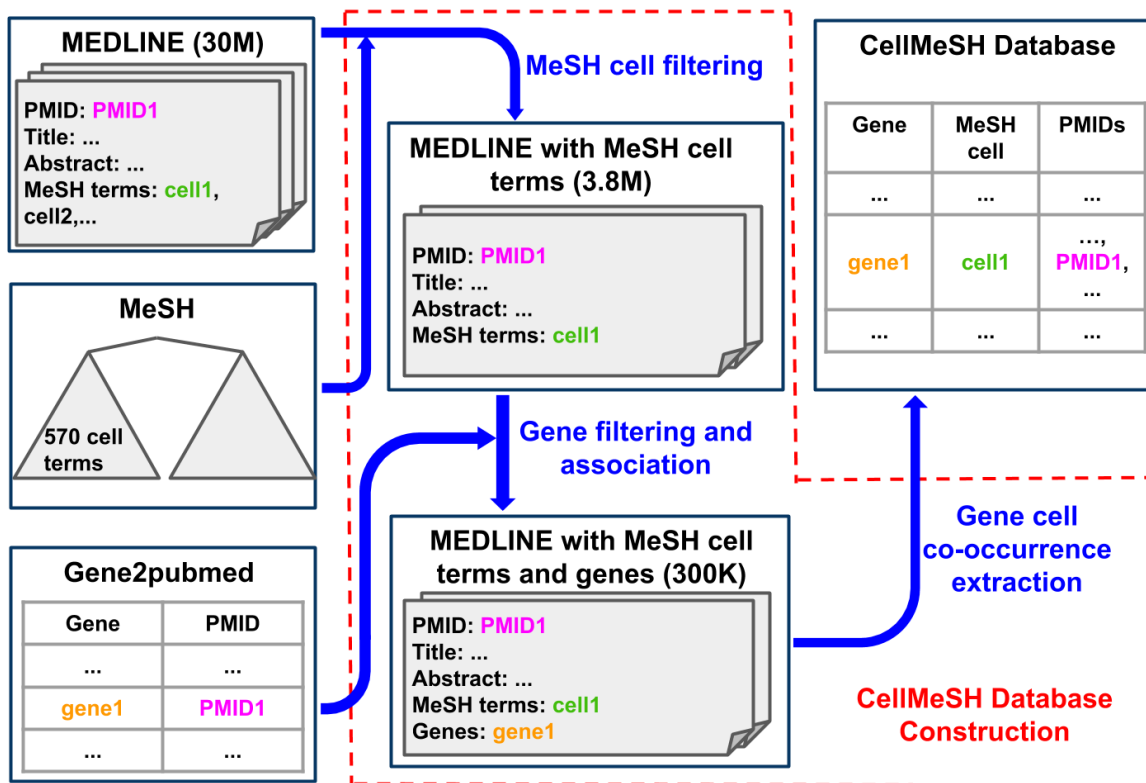 MEDLINE (30M)
PMID: PMID1
Title: ...
Abstract: ...
MeSH terms: cell1,
cell2,...
MeSH
570 cell
terms
Gene2pubmed
Gene PMID
... ...
gene1 PMID1
... ...
MeSH cell filtering
MEDLINE with MeSH cell
terms (3.8M)
PMID: PMID1
Title: ...
Abstract: ...
MeSH terms: cell1
Gene filtering and
association
MEDLINE with MeSH cell
terms and genes (300K)
PMID: PMID1
Title: ...
Abstract: ...
MeSH terms: cell1
Genes: gene1
CellMeSH Database
Gene MeSH cell PMIDs
... ... ...
gene1 cell1 ..., PMID1, ...
... ... ...
Gene cell
co-occurrence
extraction
CellMeSH Database
Construction